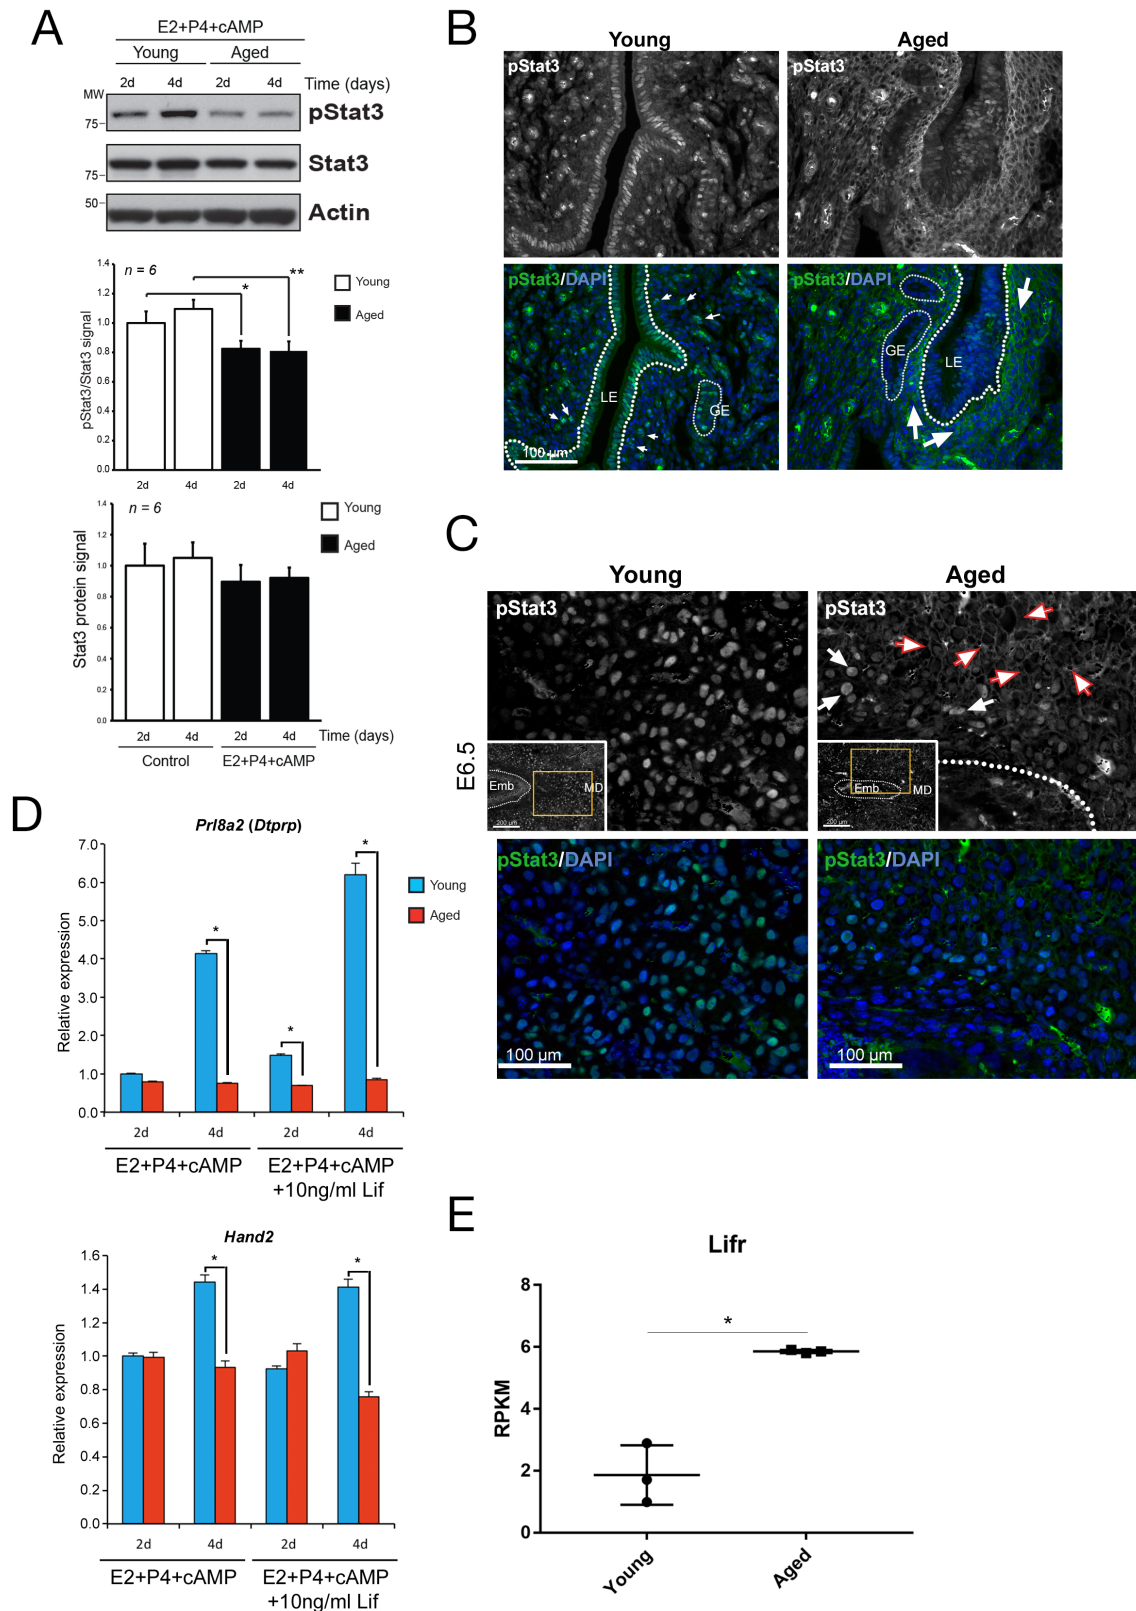 A
E2+P4+cAMP
Young Aged
2d 4d 2d 4d Time (days)
MW
75
pStat3
75
Stat3
50
Actin
n = 6
Young
Aged
* **
pStat3/Stat3 signal
1.4
1.2
1.0
0.8
0.6
0.4
0.2
0.0
2d 4d 2d 4d
n = 6
Young
Aged
Stat3 protein signal
1.4
1.2
1.0
0.8
0.6
0.4
0.2
0.0
2d 4d 2d 4d Time (days)
Control E2+P4+cAMP
B
Young Aged
pStat3 pStat3
pStat3/DAPI pStat3/DAPI
LE GE GE LE
100 µm
C
Young Aged
E6.5
pStat3 pStat3
Emb MD Emb MD
200 µm 200 µm
pStat3/DAPI pStat3/DAPI
100 µm 100 µm
D
Prl8a2 (Dtprp)
Young
Aged
Relative expression
7.0
6.0
5.0
4.0
3.0
2.0
1.0
0.0
* * *
2d 4d 2d 4d
E2+P4+cAMP E2+P4+cAMP
+10ng/ml Lif
Hand2
Relative expression
1.6
1.4
1.2
1.0
0.8
0.6
0.4
0.2
0.0
* *
2d 4d 2d 4d
E2+P4+cAMP E2+P4+cAMP
+10ng/ml Lif
E
Lifr
*
RPKM
8
6
4
2
0
Young Aged